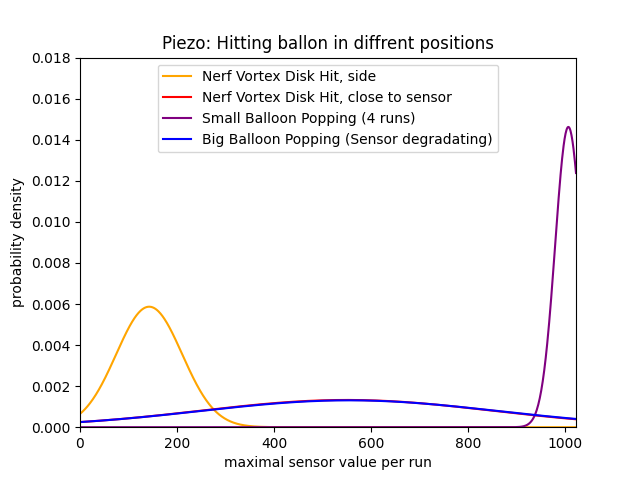 Piezo: Hitting ballon in diffrent positions
Nerf Vortex Disk Hit, side
Nerf Vortex Disk Hit, close to sensor
Small Balloon Popping (4 runs)
Big Balloon Popping (Sensor degradating)
probability density
0.018
0.016
0.014
0.012
0.010
0.008
0.006
0.004
0.002
0.000
0 200 400 600 800 1000
maximal sensor value per run